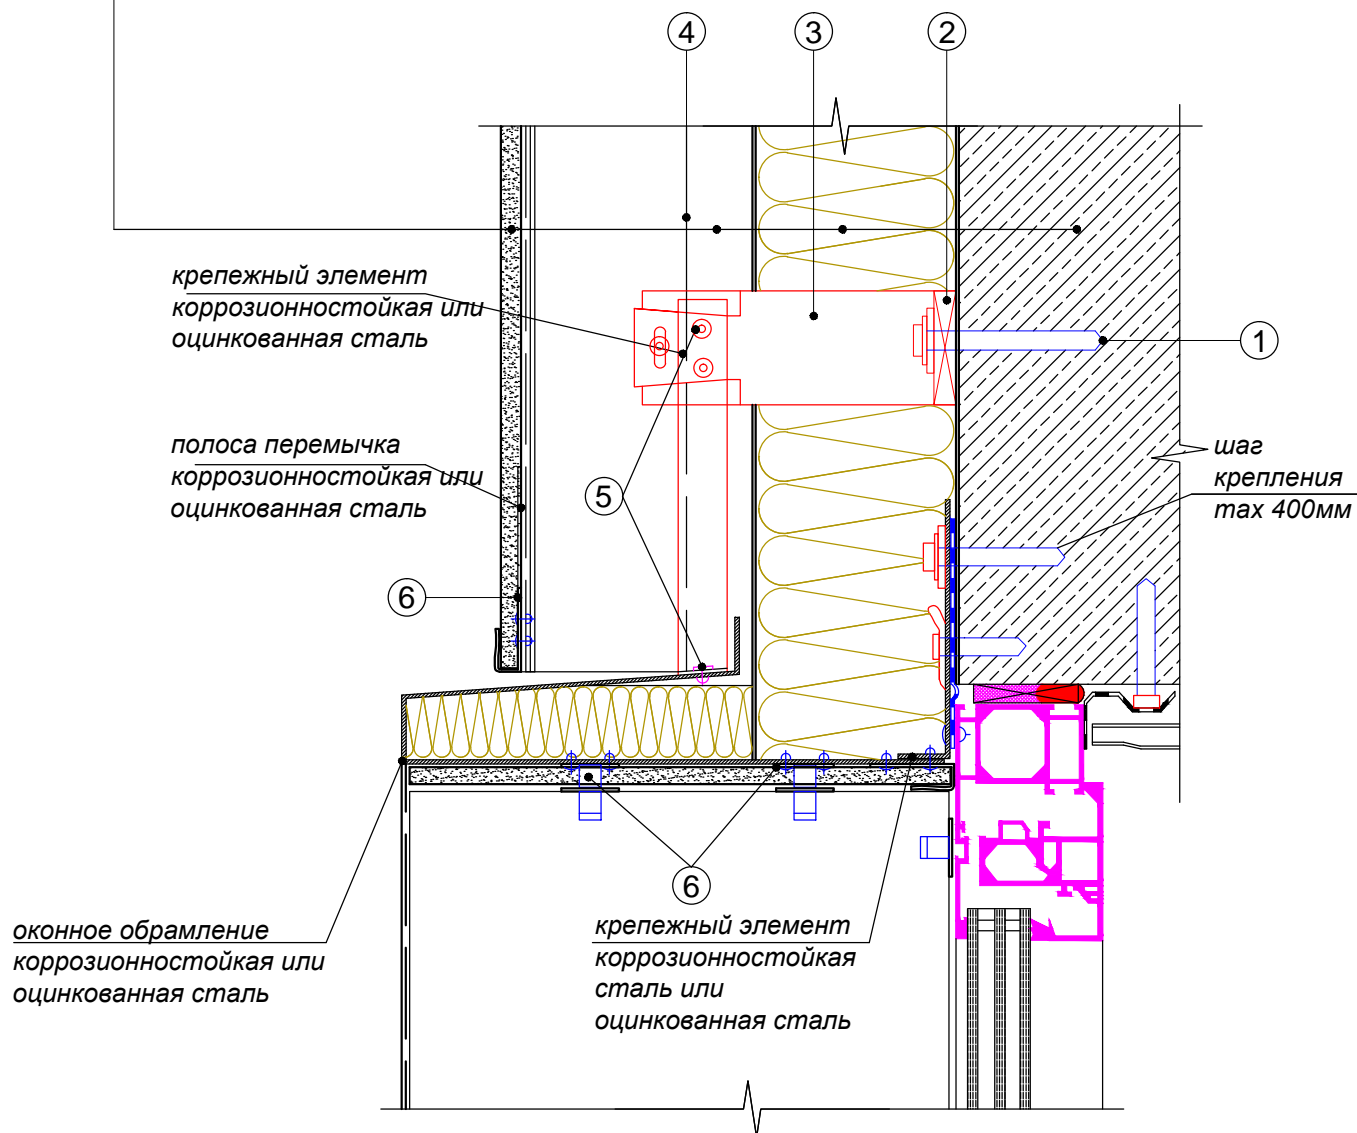 4
3
2
крепежный элемент
коррозионностойкая или
оцинкованная сталь
1
полоса перемычка
коррозионностойкая или
оцинкованная сталь
5
шаг
крепления
max 400мм
6
6
оконное обрамление
коррозионностойкая или
оцинкованная сталь
крепежный элемент
коррозионностойкая
сталь или
оцинкованная сталь